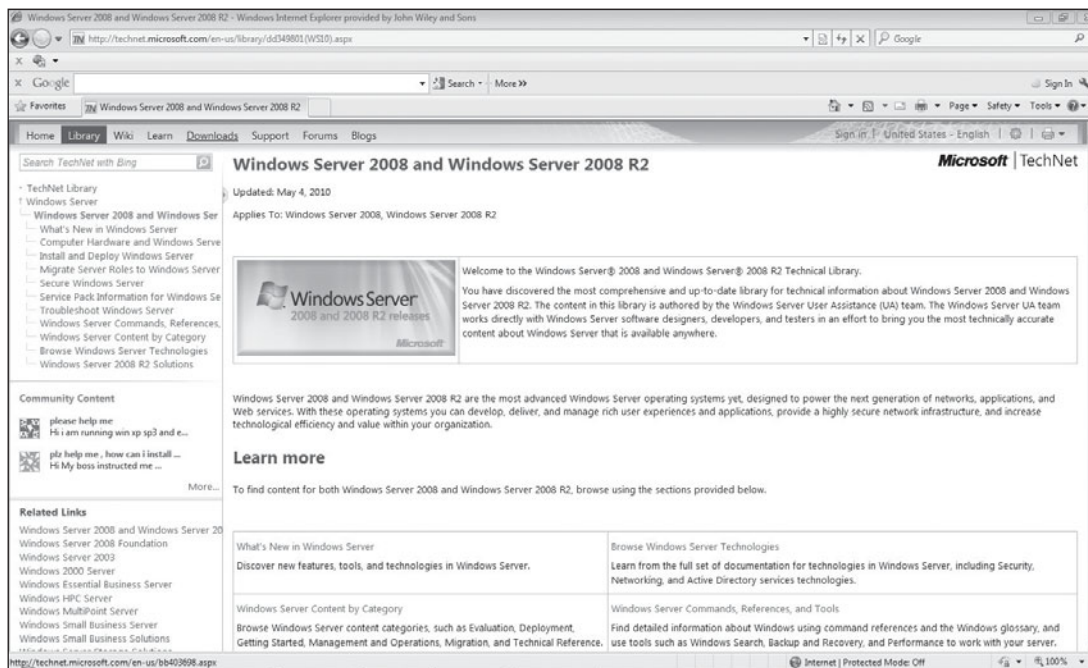 Windows Server 2008 and Windows Server 2008 R2 - Windows Internet Explorer provided by John Wiley and Sons
http://technet.microsoft.com/en-us/library/dd349801(WS10).aspx
Google
x
x Google
Search
More »
Sign In
Favorites
Windows Server 2008 and Windows Server 2008 R2
Page
Safety
Tools
Home Library Wiki Learn Downloads Support Forums Blogs
Sign in | United States - English
Search TechNet with Bing
TechNet Library
Windows Server
Windows Server 2008 and Windows Ser
What's New in Windows Server
Computer Hardware and Windows Serve
Install and Deploy Windows Server
Migrate Server Roles to Windows Server
Secure Windows Server
Service Pack Information for Windows Se
Troubleshoot Windows Server
Windows Server Commands, References,
Windows Server Content by Category
Browse Windows Server Technologies
Windows Server 2008 R2 Solutions
Community Content
please help me
Hi i am running win xp sp3 and e...
plz help me , how can i install ...
Hi My boss instructed me ...
More...
Related Links
Windows Server 2008 and Windows Server 20
Windows Server 2008 Foundation
Windows Server 2003
Windows 2000 Server
Windows Essential Business Server
Windows HPC Server
Windows MultiPoint Server
Windows Small Business Server
Windows Small Business Solutions
Windows Server 2008 and Windows Server 2008 R2
Microsoft | TechNet
Updated: May 4, 2010
Applies To: Windows Server 2008, Windows Server 2008 R2
Windows Server
2008 and 2008 R2 releases
Microsoft
Welcome to the Windows Server® 2008 and Windows Server® 2008 R2 Technical Library.
You have discovered the most comprehensive and up-to-date library for technical information about Windows Server 2008 and Windows
Server 2008 R2. The content in this library is authored by the Windows Server User Assistance (UA) team. The Windows Server UA team
works directly with Windows Server software designers, developers, and testers in an effort to bring you the most technically accurate
content about Windows Server that is available anywhere.
Windows Server 2008 and Windows Server 2008 R2 are the most advanced Windows Server operating systems yet, designed to power the next generation of networks, applications, and
Web services. With these operating systems you can develop, deliver, and manage rich user experiences and applications, provide a highly secure network infrastructure, and increase
technological efficiency and value within your organization.
Learn more
To find content for both Windows Server 2008 and Windows Server 2008 R2, browse using the sections provided below.
What's New in Windows Server
Discover new features, tools, and technologies in Windows Server.
Browse Windows Server Technologies
Learn from the full set of documentation for technologies in Windows Server, including Security,
Networking, and Active Directory services technologies.
Windows Server Content by Category
Browse Windows Server content categories, such as Evaluation, Deployment,
Getting Started, Management and Operations, Migration, and Technical Reference.
Windows Server Commands, References, and Tools
Find detailed information about Windows using command references and the Windows glossary, and
use tools such as Windows Search, Backup and Recovery, and Performance to work with your server.
http://technet.microsoft.com/en-us/bb403698.aspx
Internet | Protected Mode: Off
100%